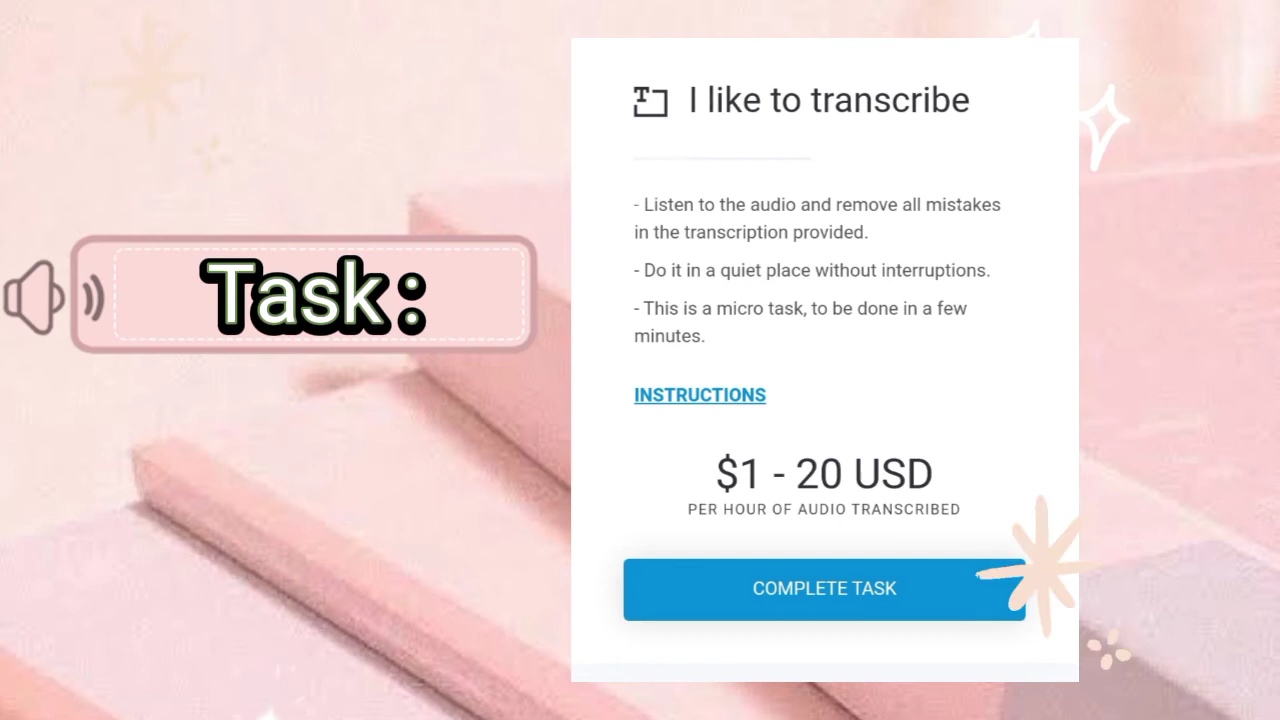 Task:
I like to transcribe
- Listen to the audio and remove all mistakes
in the transcription provided.
- Do it in a quiet place without interruptions.
- This is a micro task, to be done in a few
minutes.
INSTRUCTIONS
$1 - 20 USD
PER HOUR OF AUDIO TRANSCRIBED
COMPLETE TASK